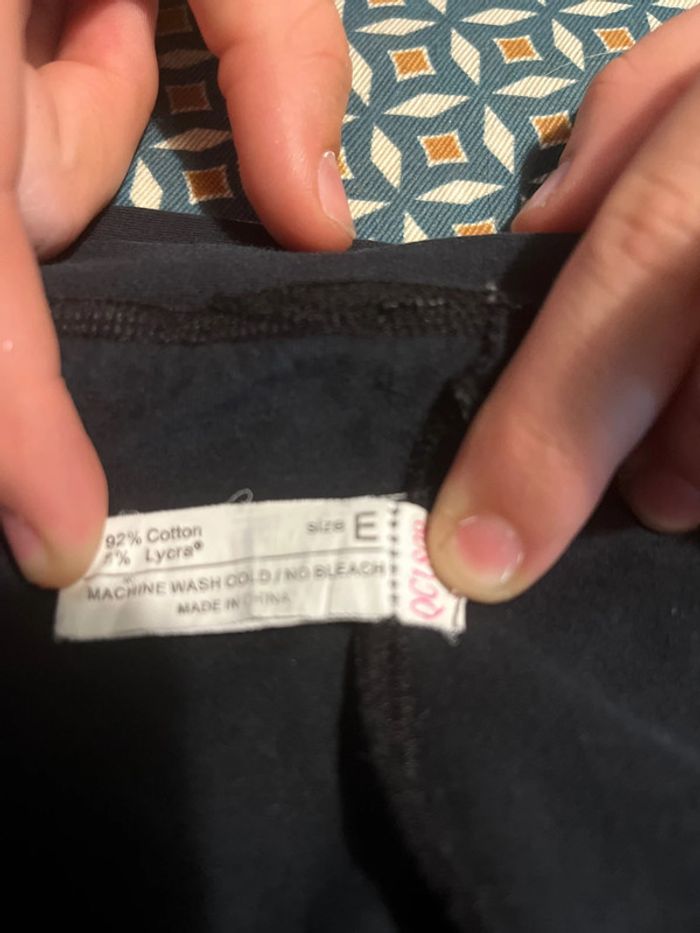 92% Cotton
% Lycra®
SIZE E
MACHINE WASH COLD / NO BLEACH
MADE IN CHINA